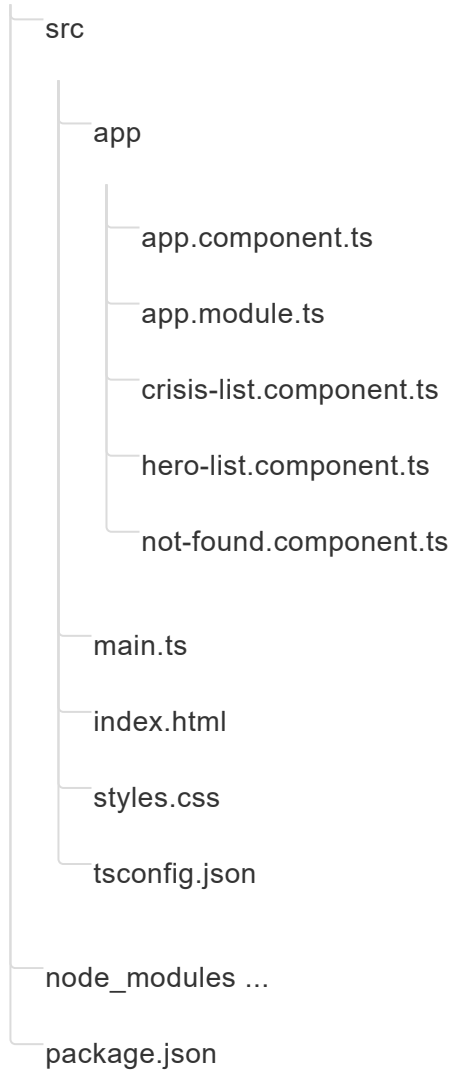 src
app
app.component.ts
app.module.ts
crisis-list.component.ts
hero-list.component.ts
not-found.component.ts
main.ts
index.html
styles.css
tsconfig.json
node_modules ...
package.json